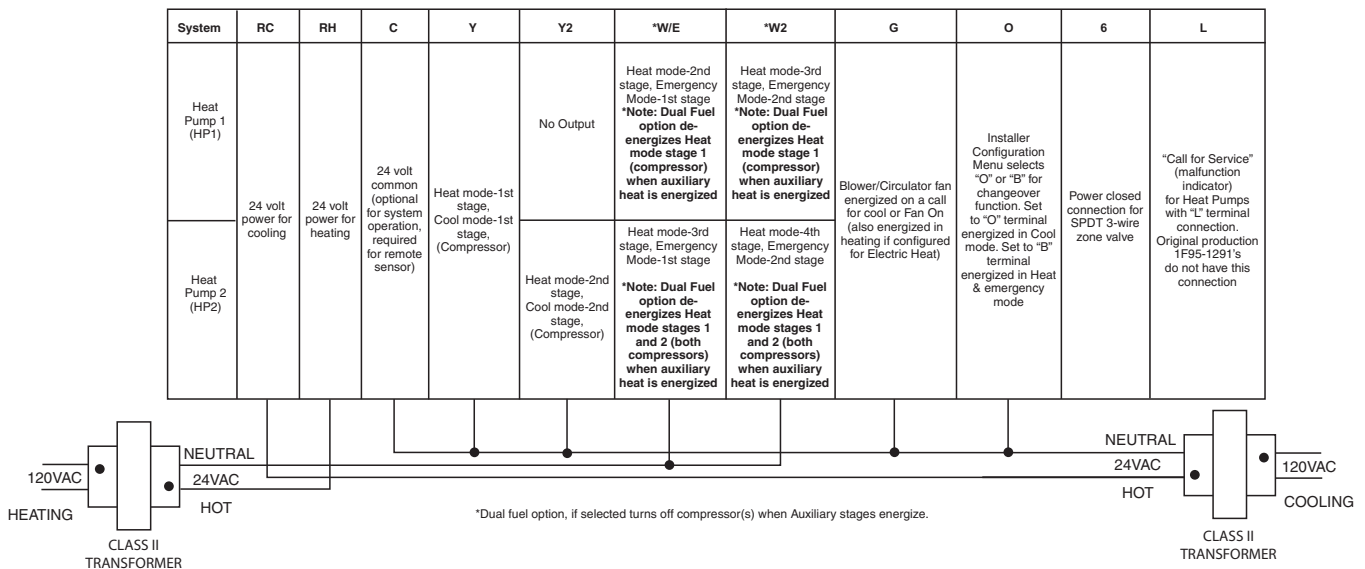 System RC RH C Y Y2 *W/E *W2 G O 6 L
Heat
Pump 1
(HP1)
24 volt
power for
cooling
24 volt
power for
heating
24 volt
common
(optional
for system
operation,
required
for remote
sensor)
Heat mode-1st
stage,
Cool mode-1st
stage,
(Compressor)
No Output
Heat mode-2nd
stage, Emergency
Mode-1st stage
*Note: Dual Fuel
option de-
energizes Heat
mode stage 1
(compressor)
when auxiliary
heat is energized
Heat mode-3rd
stage, Emergency
Mode-2nd stage
*Note: Dual Fuel
option de-
energizes Heat
mode stage 1
(compressor)
when auxiliary
heat is energized
Blower/Circulator fan
energized on a call
for cool or Fan On
(also energized in
heating if configured
for Electric Heat)
Installer
Configuration
Menu selects
“O” or “B” for
changeover
function. Set
to “O” terminal
energized in Cool
mode. Set to “B”
terminal
energized in Heat
& emergency
mode
Power closed
connection for
SPDT 3-wire
zone valve
“Call for Service”
(malfunction
indicator)
for Heat Pumps
with “L” terminal
connection.
Original production
1F95-1291's
do not have this
connection
Heat
Pump 2
(HP2)
Heat mode-2nd
stage,
Cool mode-2nd
stage,
(Compressor)
Heat mode-3rd
stage, Emergency
Mode-1st stage
*Note: Dual Fuel
option de-
energizes Heat
mode stages 1
and 2 (both
compressors)
when auxiliary
heat is energized
Heat mode-4th
stage, Emergency
Mode-2nd stage
*Note: Dual Fuel
option de-
energizes Heat
mode stages 1
and 2 (both
compressors)
when auxiliary
heat is energized
120VAC
HEATING
NEUTRAL
24VAC
HOT
CLASS II
TRANSFORMER
*Dual fuel option, if selected turns off compressor(s) when Auxiliary stages energize.
NEUTRAL
24VAC
HOT
120VAC
COOLING
CLASS II
TRANSFORMER